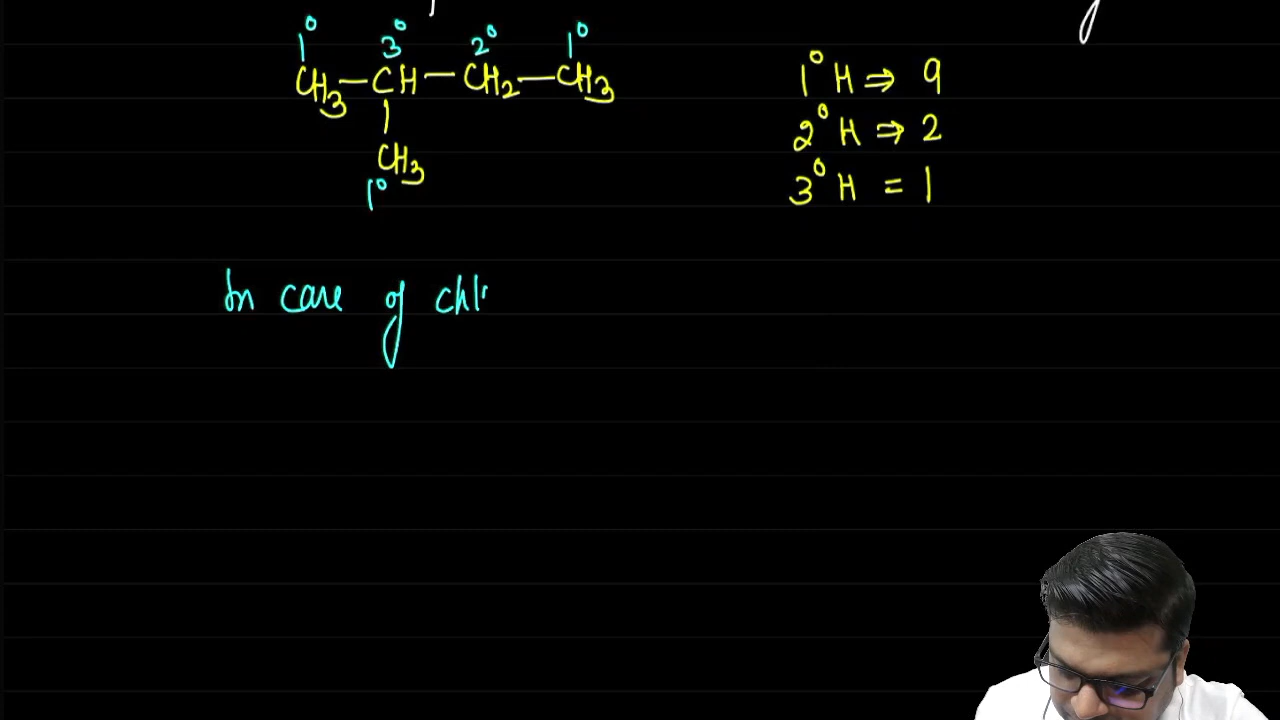 1° 3° 2° 1°
CH3—CH—CH2—CH3
|
CH3
1°
1° H ⇒ 9
2° H ⇒ 2
3° H = 1
In case of chl